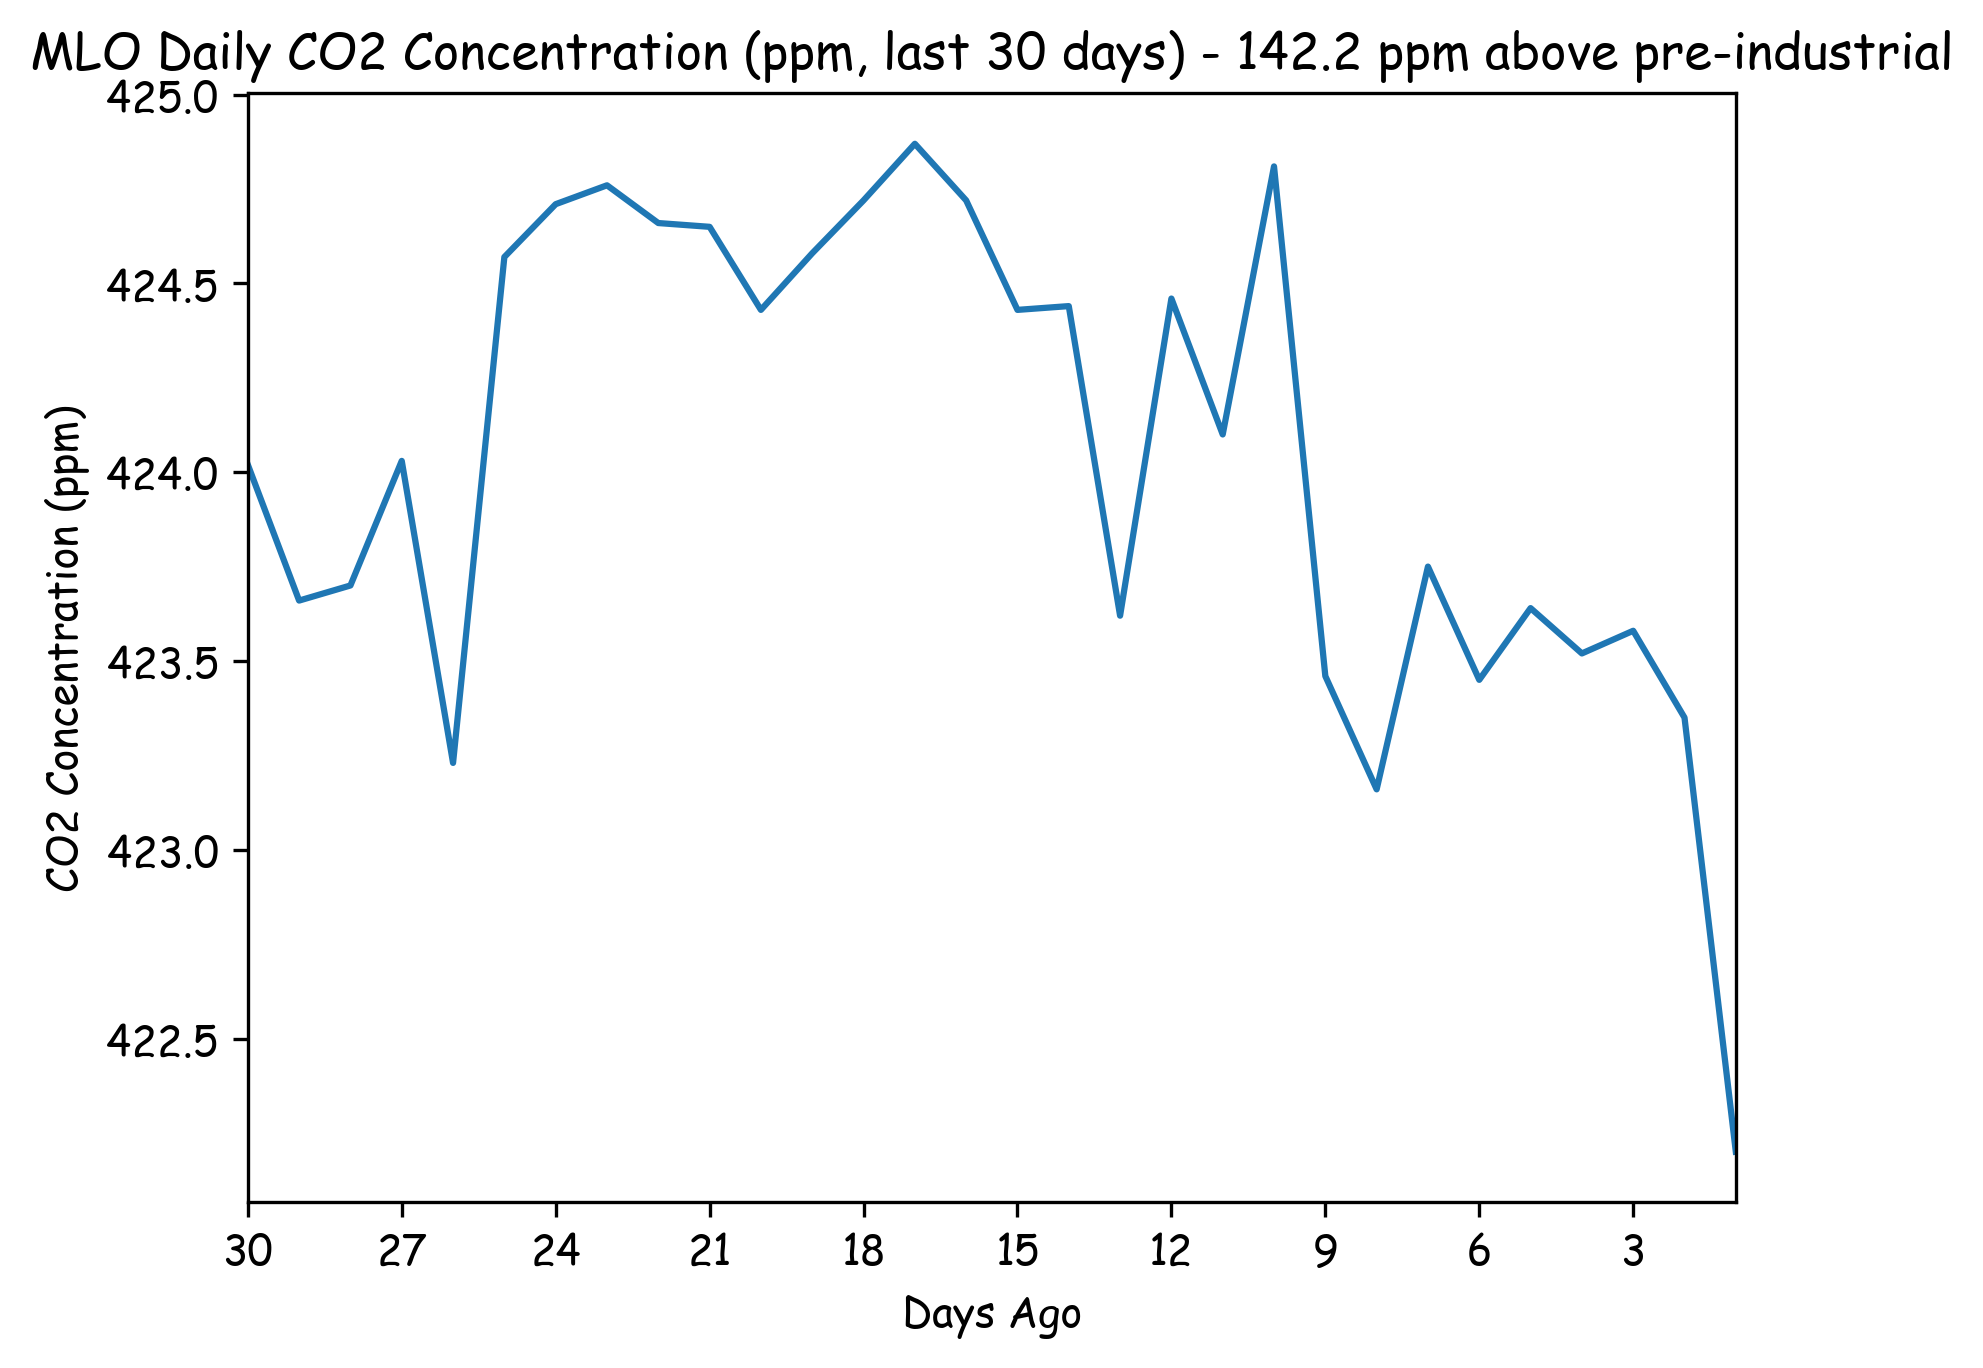 MLO Daily CO2 Concentration (ppm, last 30 days) - 142.2 ppm above pre-industrial
425.0
424.5
424.0
423.5
423.0
422.5
CO2 Concentration (ppm)
30 27 24 21 18 15 12 9 6 3
Days Ago